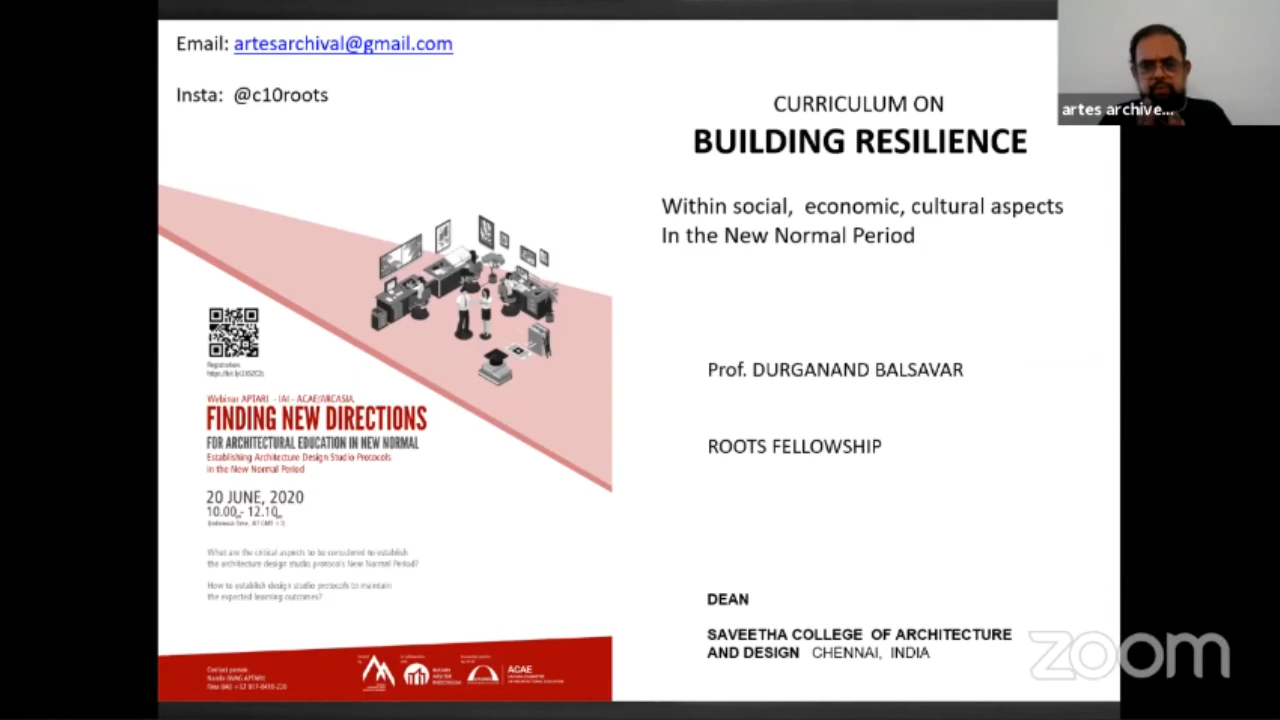 Email: artesarchival@gmail.com
Insta: @c10roots
CURRICULUM ON
BUILDING RESILIENCE
Within social, economic, cultural aspects
In the New Normal Period
Prof. DURGANAND BALSAVAR
ROOTS FELLOWSHIP
DEAN
SAVEETHA COLLEGE OF ARCHITECTURE
AND DESIGN CHENNAI, INDIA
artes archive...
Registration:
Webinar APTARI - IAI - ACAE/ARCASIA
FINDING NEW DIRECTIONS
FOR ARCHITECTURAL EDUCATION IN NEW NORMAL
Establishing Architecture Design Studio Protocols
in the New Normal Period
20 JUNE, 2020
10.00 - 12.10
What are the critical aspects to be considered to establish
the architecture design studio protocols New Normal Period?
How to establish design studio protocols to maintain
the expected learning outcomes?
Contact person:
ACAE
zoom